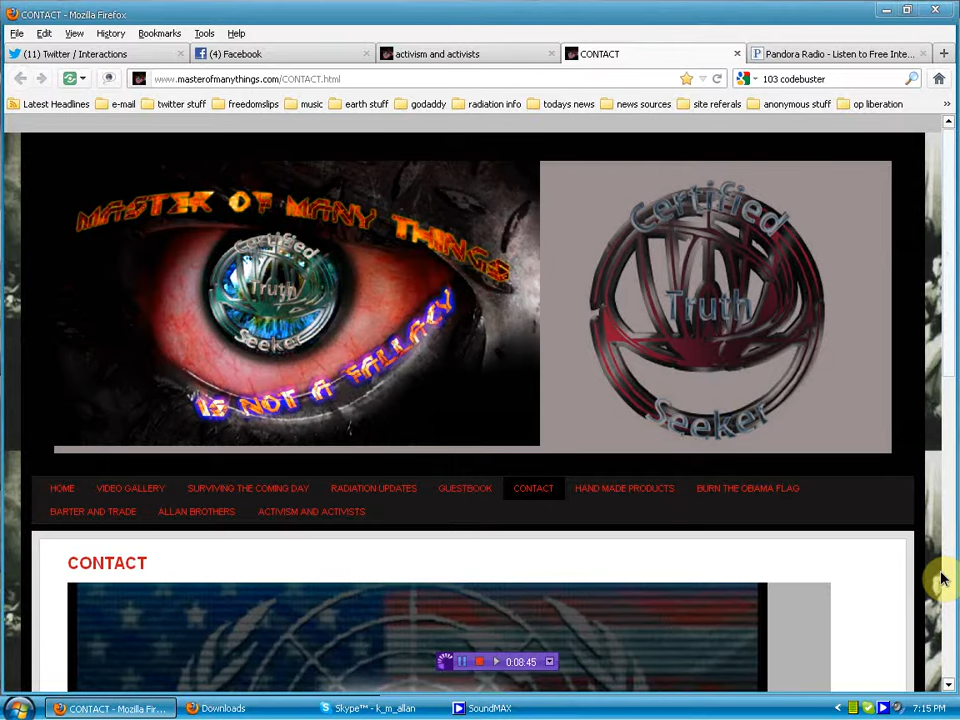 CONTACT - Mozilla Firefox
File Edit View History Bookmarks Tools Help
(11) Twitter / Interactions × (4) Facebook × activism and activists × CONTACT × Pandora Radio - Listen to Free Inte... × +
www.masterofmanythings.com/CONTACT.html 103 codebuster
Latest Headlines e-mail twitter stuff freedomslips music earth stuff godaddy radiation info todays news news sources site referals anonymous stuff op liberation »
MASTER OF MANY THINGS
Certified
Truth
Seeker
IS NOT A FALLACY
Certified
Truth
Seeker
HOME VIDEO GALLERY SURVIVING THE COMING DAY RADIATION UPDATES GUESTBOOK CONTACT HAND MADE PRODUCTS BURN THE OBAMA FLAG
BARTER AND TRADE ALLAN BROTHERS ACTIVISM AND ACTIVISTS
CONTACT
0:08:45
CONTACT - Mozilla Fir... Downloads Skype™ - k_m_allan SoundMAX 7:15 PM